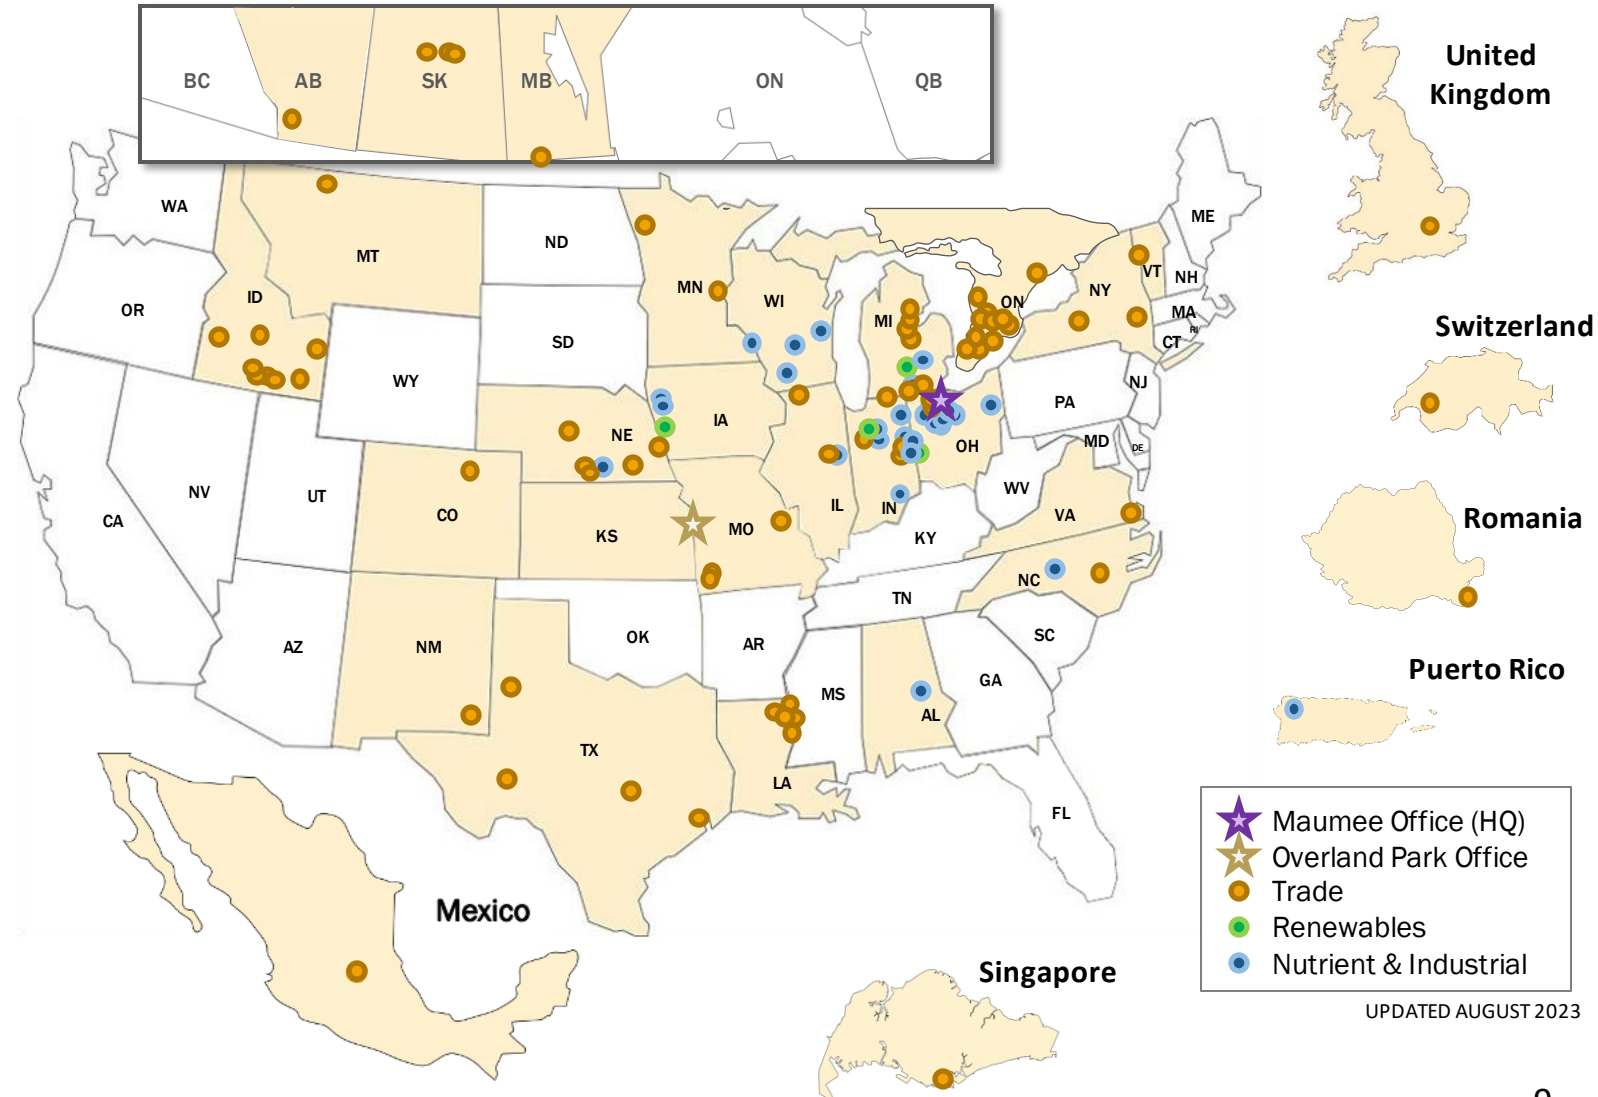 BC
AB
SK
MB
ON
QB
United
Kingdom
WA
ME
ND
MT
VT
NH
ID
MN
WI
NY
ON
OR
MI
MA
RI
CT
Switzerland
SD
WY
NJ
PA
IA
NE
OH
MD
DE
NV
UT
CO
IL
IN
WV
VA
CA
KS
MO
KY
Romania
NC
TN
AZ
NM
OK
AR
SC
Puerto Rico
MS
GA
AL
TX
LA
FL
Maumee Office (HQ)
Overland Park Office
Trade
Renewables
Nutrient & Industrial
Mexico
Singapore
UPDATED AUGUST 2023